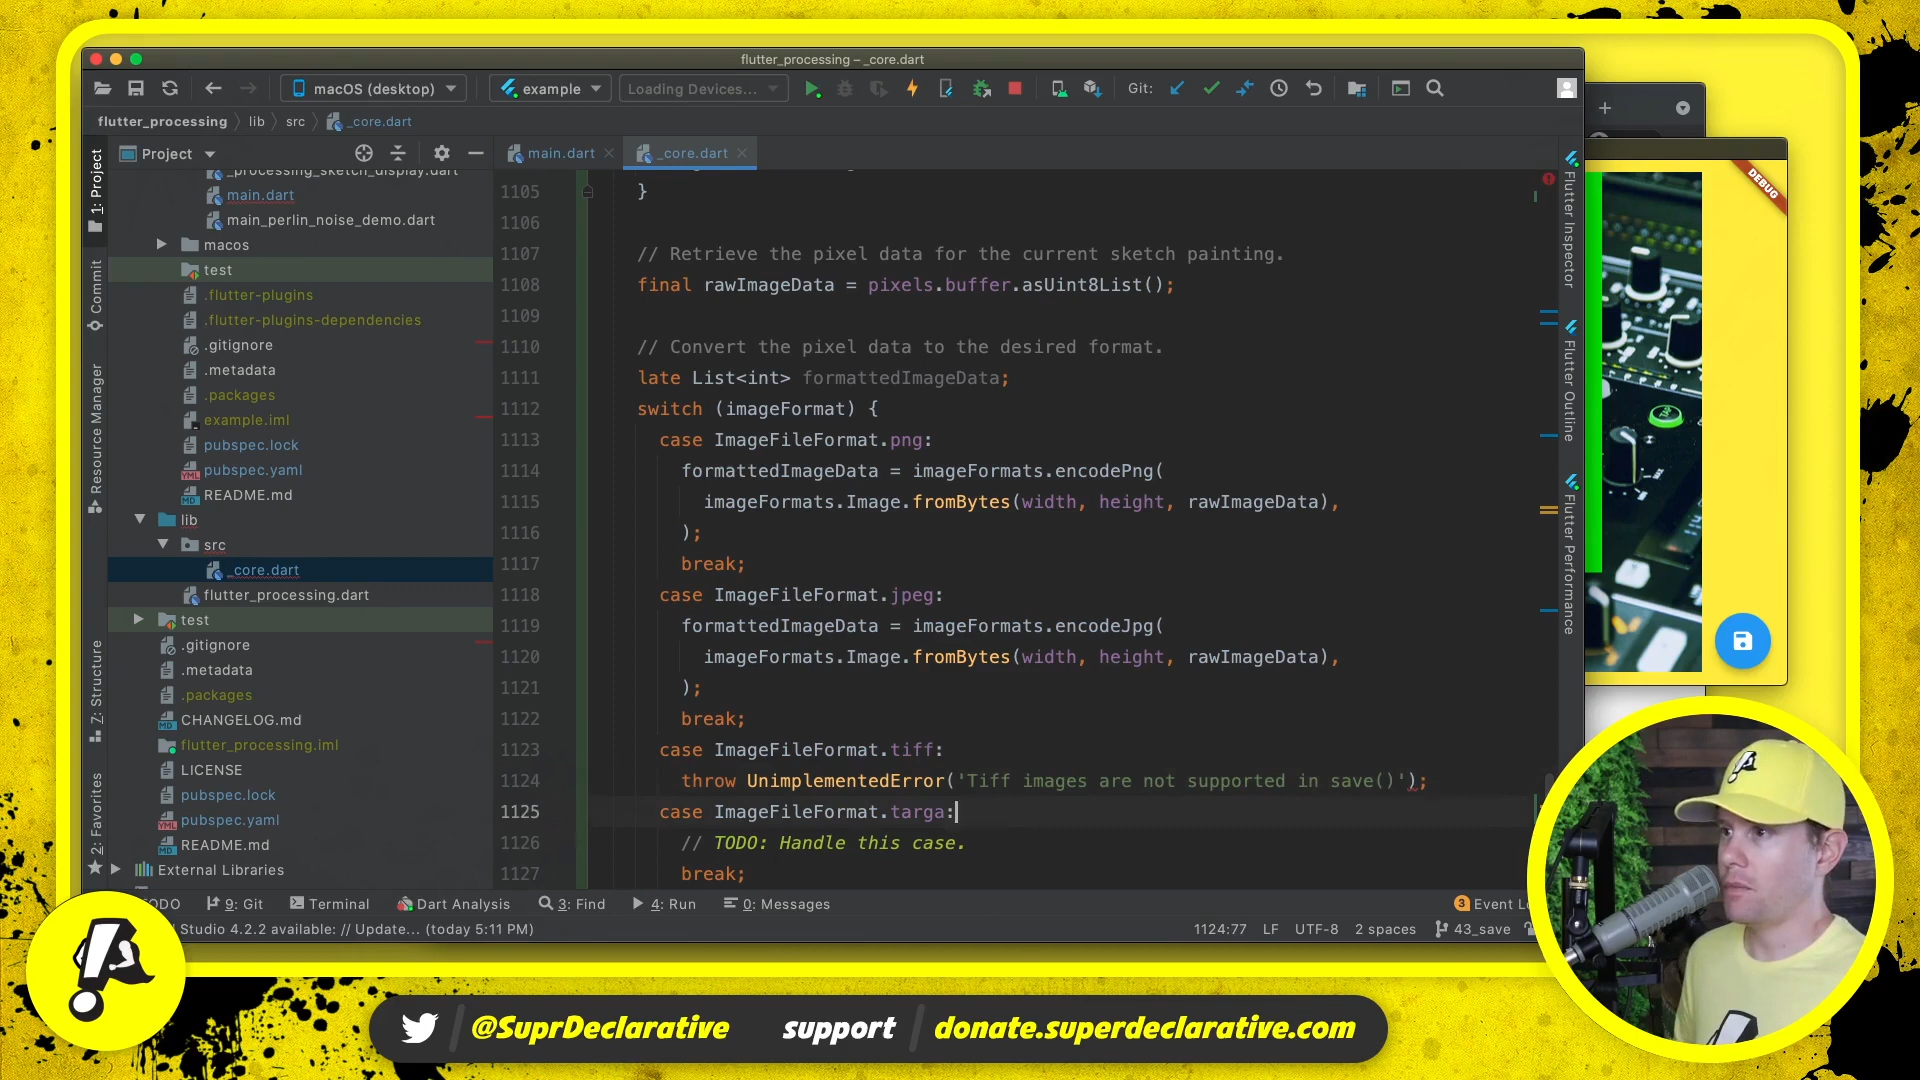 flutter_processing – _core.dart
macOS (desktop)
example
Loading Devices...
Git:
flutter_processing
lib
src
_core.dart
Project
main.dart
_core.dart
1: Project
Commit
Resource Manager
7: Structure
2: Favorites
_processing_sketch_display.dart
main.dart
main_perlin_noise_demo.dart
macos
test
.flutter-plugins
.flutter-plugins-dependencies
.gitignore
.metadata
.packages
example.iml
pubspec.lock
pubspec.yaml
README.md
lib
src
_core.dart
flutter_processing.dart
test
.gitignore
.metadata
.packages
CHANGELOG.md
flutter_processing.iml
LICENSE
pubspec.lock
pubspec.yaml
README.md
External Libraries
1105 }
1106
1107 // Retrieve the pixel data for the current sketch painting.
1108 final rawImageData = pixels.buffer.asUint8List();
1109
1110 // Convert the pixel data to the desired format.
1111 late List<int> formattedImageData;
1112 switch (imageFormat) {
1113 case ImageFileFormat.png:
1114 formattedImageData = imageFormats.encodePng(
1115 imageFormats.Image.fromBytes(width, height, rawImageData),
1116 );
1117 break;
1118 case ImageFileFormat.jpeg:
1119 formattedImageData = imageFormats.encodeJpg(
1120 imageFormats.Image.fromBytes(width, height, rawImageData),
1121 );
1122 break;
1123 case ImageFileFormat.tiff:
1124 throw UnimplementedError('Tiff images are not supported in save()');
1125 case ImageFileFormat.targa:
1126 // TODO: Handle this case.
1127 break;
Flutter Inspector
Flutter Outline
Flutter Performance
DEBUG
ODO
9: Git
Terminal
Dart Analysis
3: Find
4: Run
0: Messages
3 Event Lo
Studio 4.2.2 available: // Update... (today 5:11 PM)
1124:77
LF
UTF-8
2 spaces
43_save
@SuprDeclarative
support
donate.superdeclarative.com